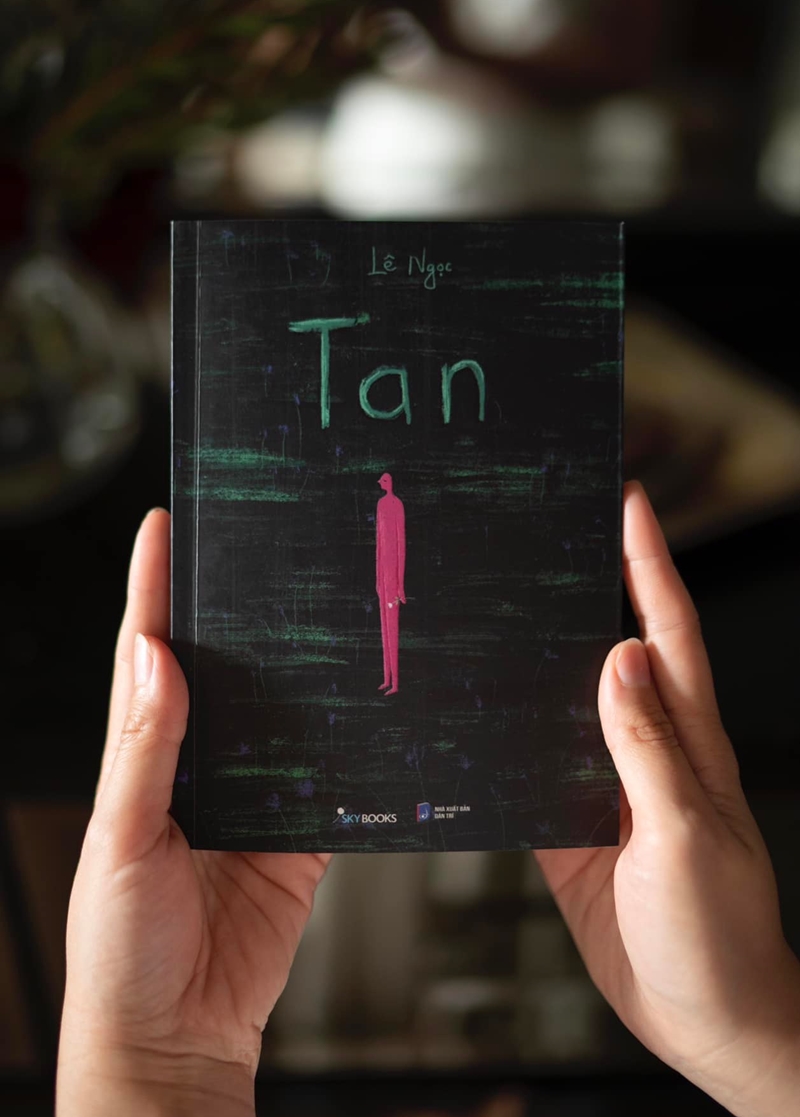 Lê Ngọc
Tan
SKYBOOKS
NHÀ XUẤT BẢN
DÂN TRÍ